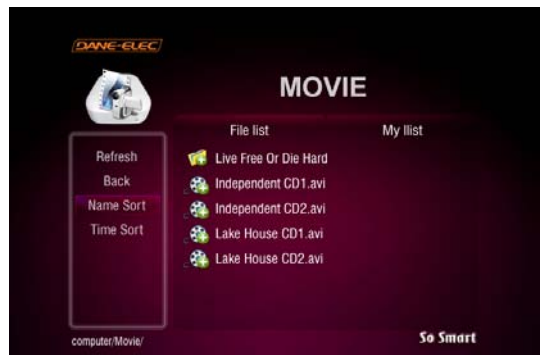 DANE-ELEC
MOVIE
File list
My llist
Refresh
Back
Name Sort
Time Sort
Live Free Or Die Hard
Independent CD1.avi
Independent CD2.avi
Lake House CD1.avi
Lake House CD2.avi
computer/Movie/
So Smart